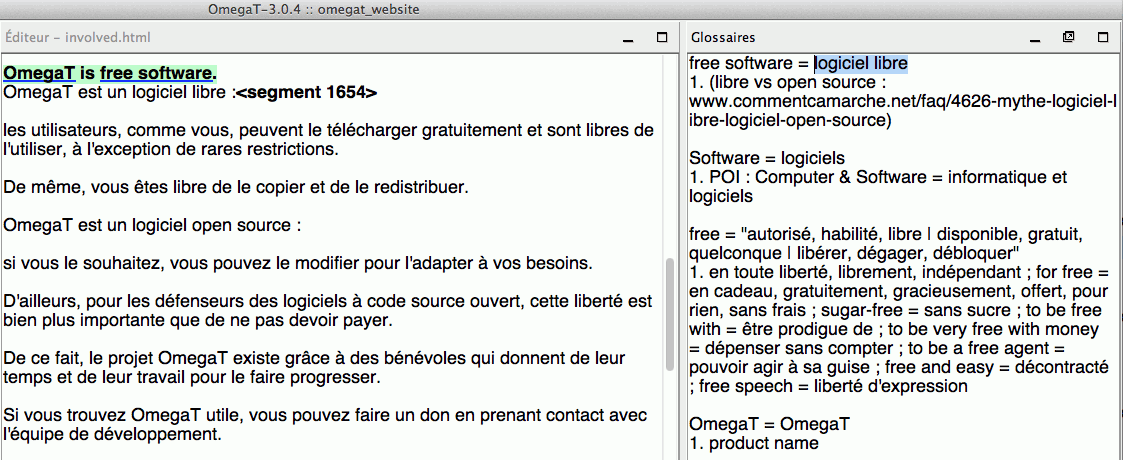 OmegaT-3.0.4 :: omegat_website
Éditeur – involved.html
OmegaT is free software.
OmegaT est un logiciel libre :<segment 1654>
les utilisateurs, comme vous, peuvent le télécharger gratuitement et sont libres de
l'utiliser, à l'exception de rares restrictions.
De même, vous êtes libre de le copier et de le redistribuer.
OmegaT est un logiciel open source :
si vous le souhaitez, vous pouvez le modifier pour l'adapter à vos besoins.
D'ailleurs, pour les défenseurs des logiciels à code source ouvert, cette liberté est
bien plus importante que de ne pas devoir payer.
De ce fait, le projet OmegaT existe grâce à des bénévoles qui donnent de leur
temps et de leur travail pour le faire progresser.
Si vous trouvez OmegaT utile, vous pouvez faire un don en prenant contact avec
l'équipe de développement.
Glossaires
free software = logiciel libre
1. (libre vs open source :
www.commentcamarche.net/faq/4626-mythe-logiciel-l
ibre-logiciel-open-source)
Software = logiciels
1. POI : Computer & Software = informatique et
logiciels
free = "autorisé, habilité, libre | disponible, gratuit,
quelconque | libérer, dégager, débloquer"
1. en toute liberté, librement, indépendant ; for free =
en cadeau, gratuitement, gracieusement, offert, pour
rien, sans frais ; sugar-free = sans sucre ; to be free
with = être prodigue de ; to be very free with money
= dépenser sans compter ; to be a free agent =
pouvoir agir à sa guise ; free and easy = décontracté
; free speech = liberté d'expression
OmegaT = OmegaT
1. product name